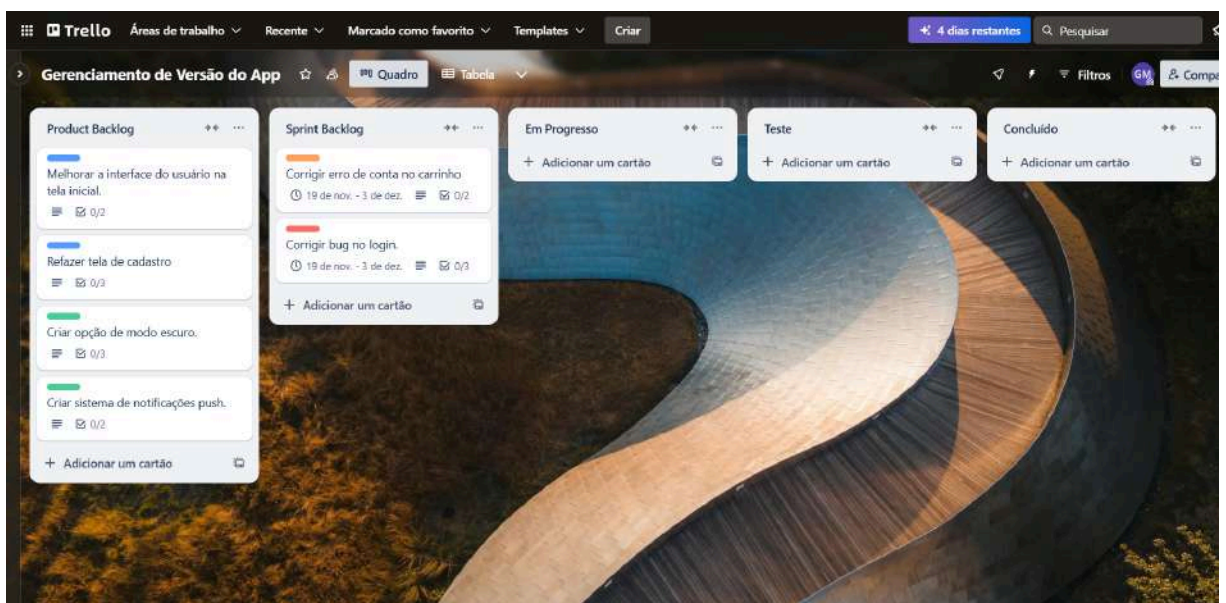 Trello Áreas de trabalho Recente Marcado como favorito Templates Criar 4 dias restantes Pesquisar
Gerenciamento de Versão do App Quadro Tabela Filtros GM Compa
Product Backlog
Melhorar a interface do usuário na
tela inicial.
0/2
Refazer tela de cadastro
0/3
Criar opção de modo escuro.
0/3
Criar sistema de notificações push.
0/2
+ Adicionar um cartão
Sprint Backlog
Corrigir erro de conta no carrinho
19 de nov. - 3 de dez. 0/2
Corrigir bug no login.
19 de nov. - 3 de dez. 0/3
+ Adicionar um cartão
Em Progresso
+ Adicionar um cartão
Teste
+ Adicionar um cartão
Concluído
+ Adicionar um cartão